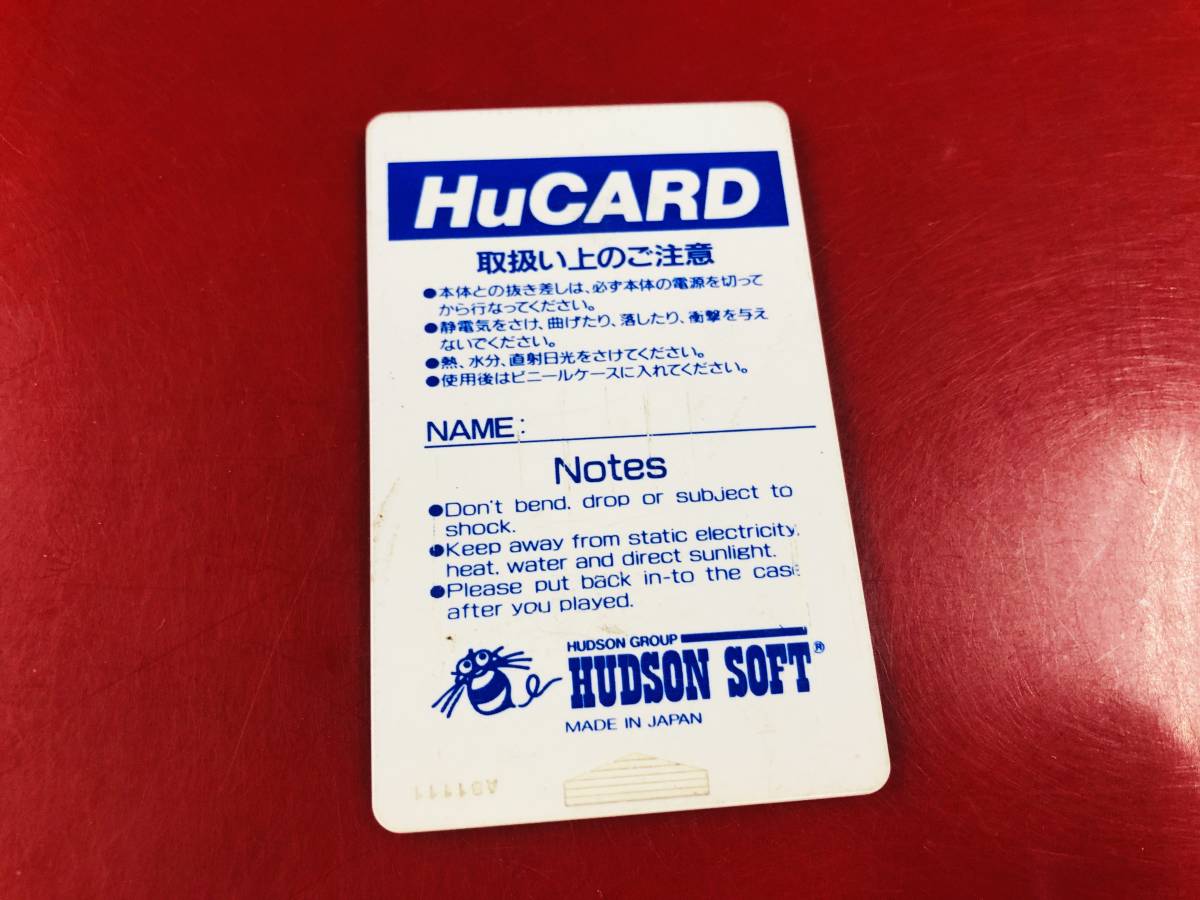 HuCARD
取扱い上のご注意
●本体との抜き差しは、必ず本体の電源を切って
から行なってください。
●静電気をさけ、曲げたり、落したり、衝撃を与え
ないでください。
●熱、水分、直射日光をさけてください。
●使用後はビニールケースに入れてください。
NAME:
Notes
●Don't bend, drop or subject to
shock.
●Keep away from static electricity,
heat, water and direct sunlight.
●Please put back in-to the case
after you played.
HUDSON GROUP
HUDSON SOFT®
MADE IN JAPAN